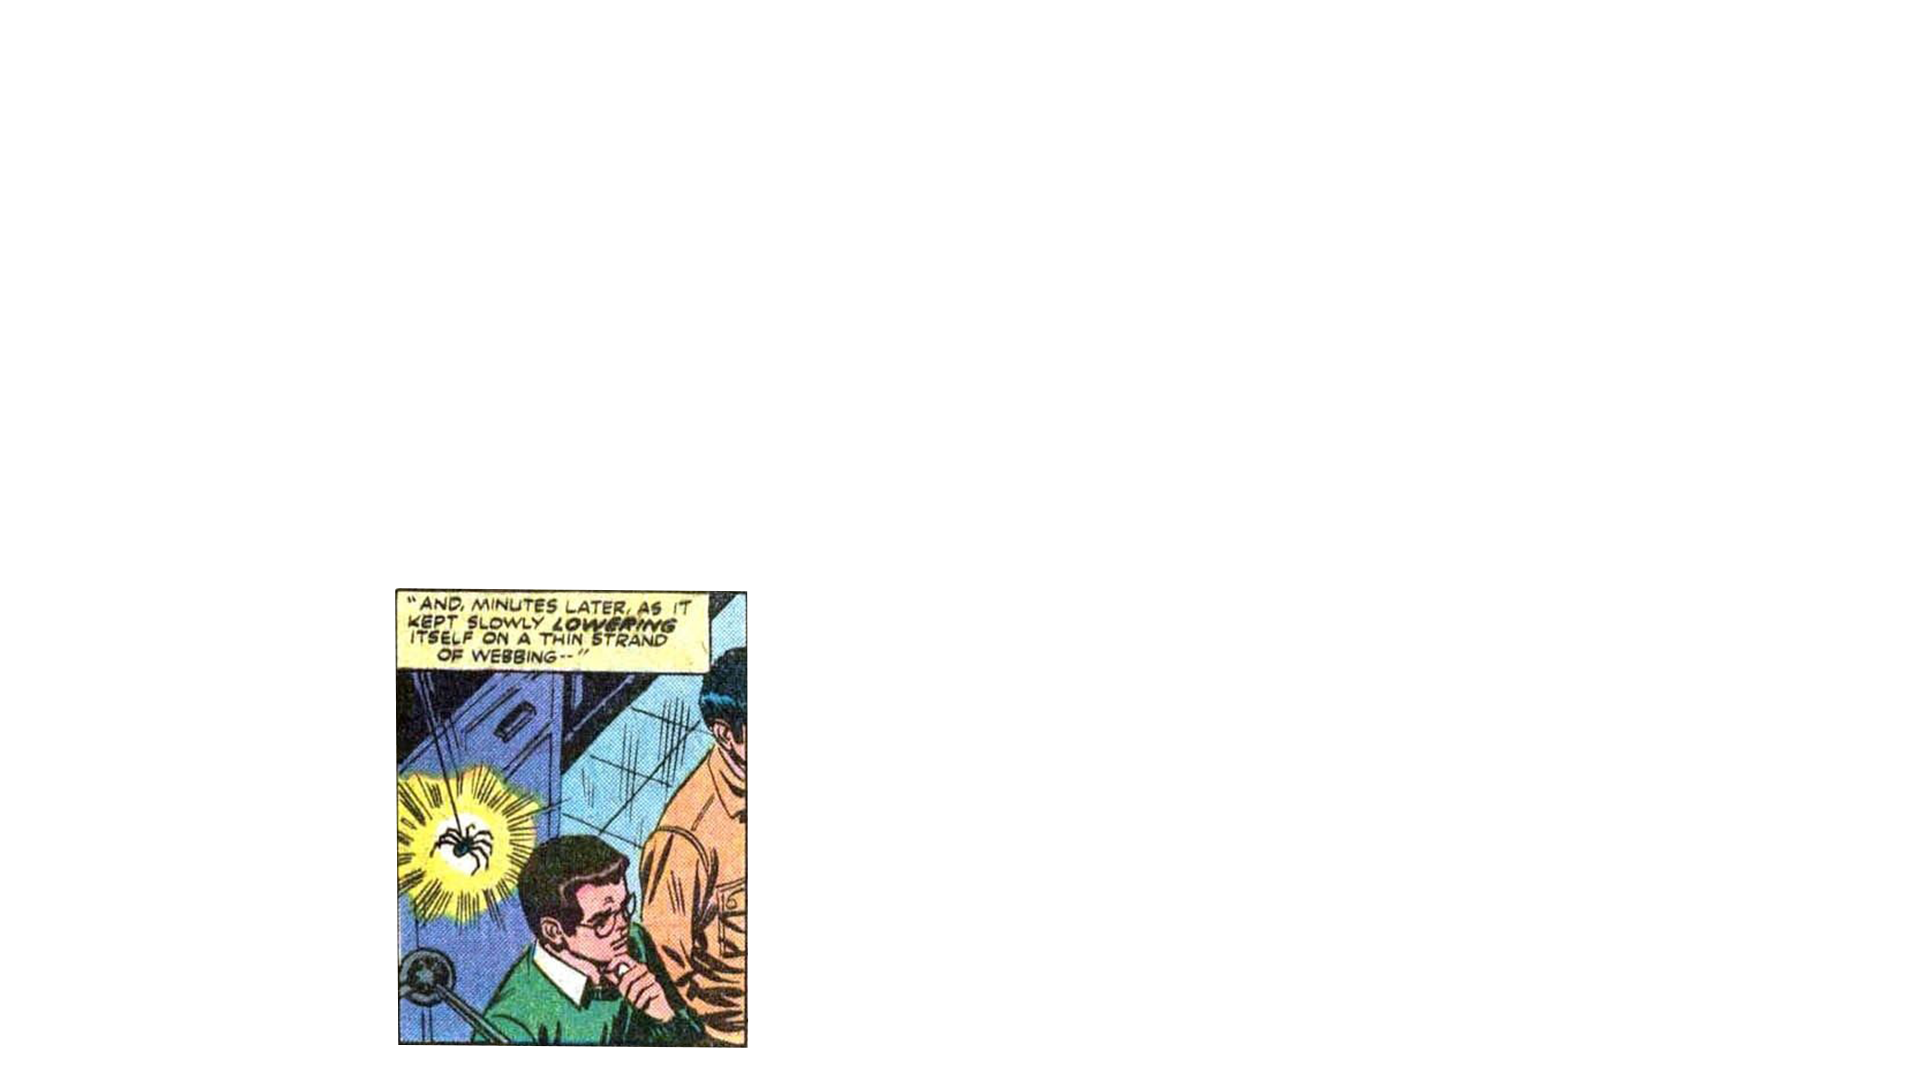 "AND, MINUTES LATER, AS IT
KEPT SLOWLY LOWERING
ITSELF ON A THIN STRAND
OF WEBBING--"